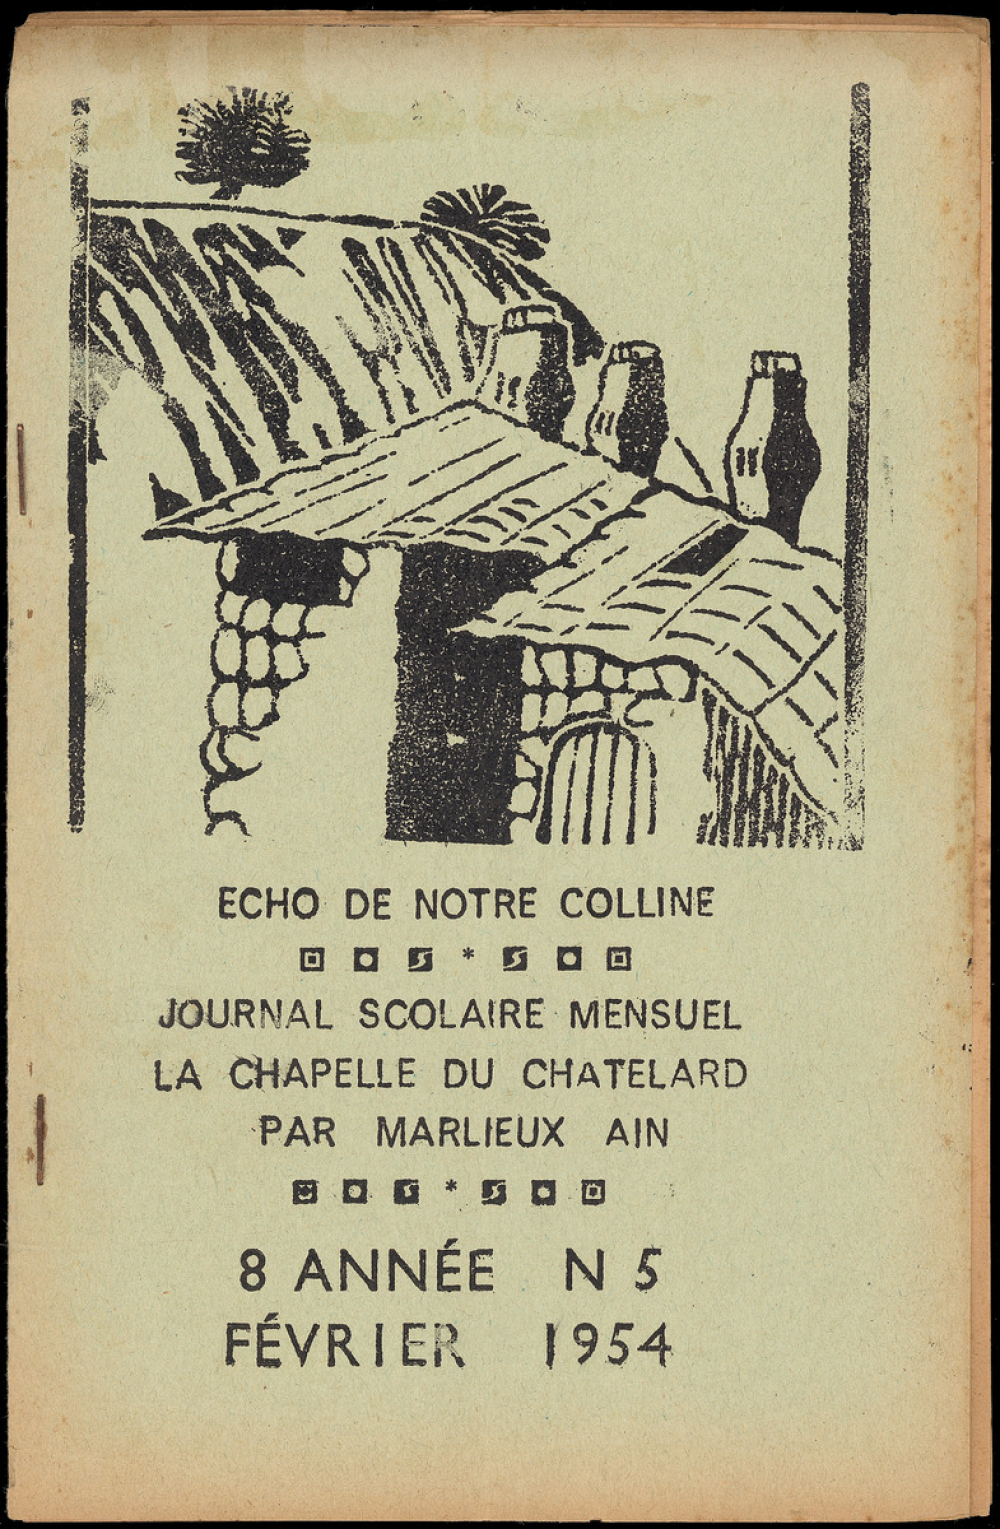 ECHO DE NOTRE COLLINE
JOURNAL SCOLAIRE MENSUEL
LA CHAPELLE DU CHATELARD
PAR MARLIEUX AIN
8 ANNÉE N 5
FÉVRIER 1954